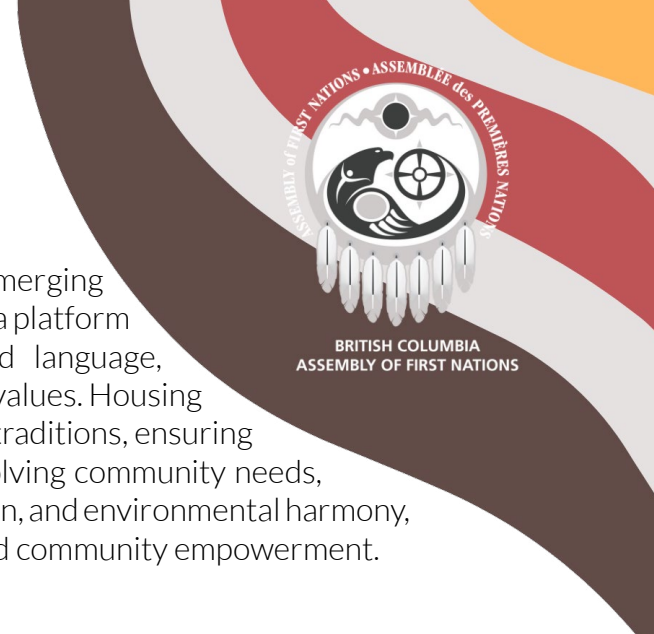 ASSEMBLY of FIRST NATIONS • ASSEMBLÉE des PREMIÈRES NATIONS
BRITISH COLUMBIA
ASSEMBLY OF FIRST NATIONS
merging
a platform
language,
values. Housing
traditions, ensuring
community needs,
and environmental harmony,
community empowerment.